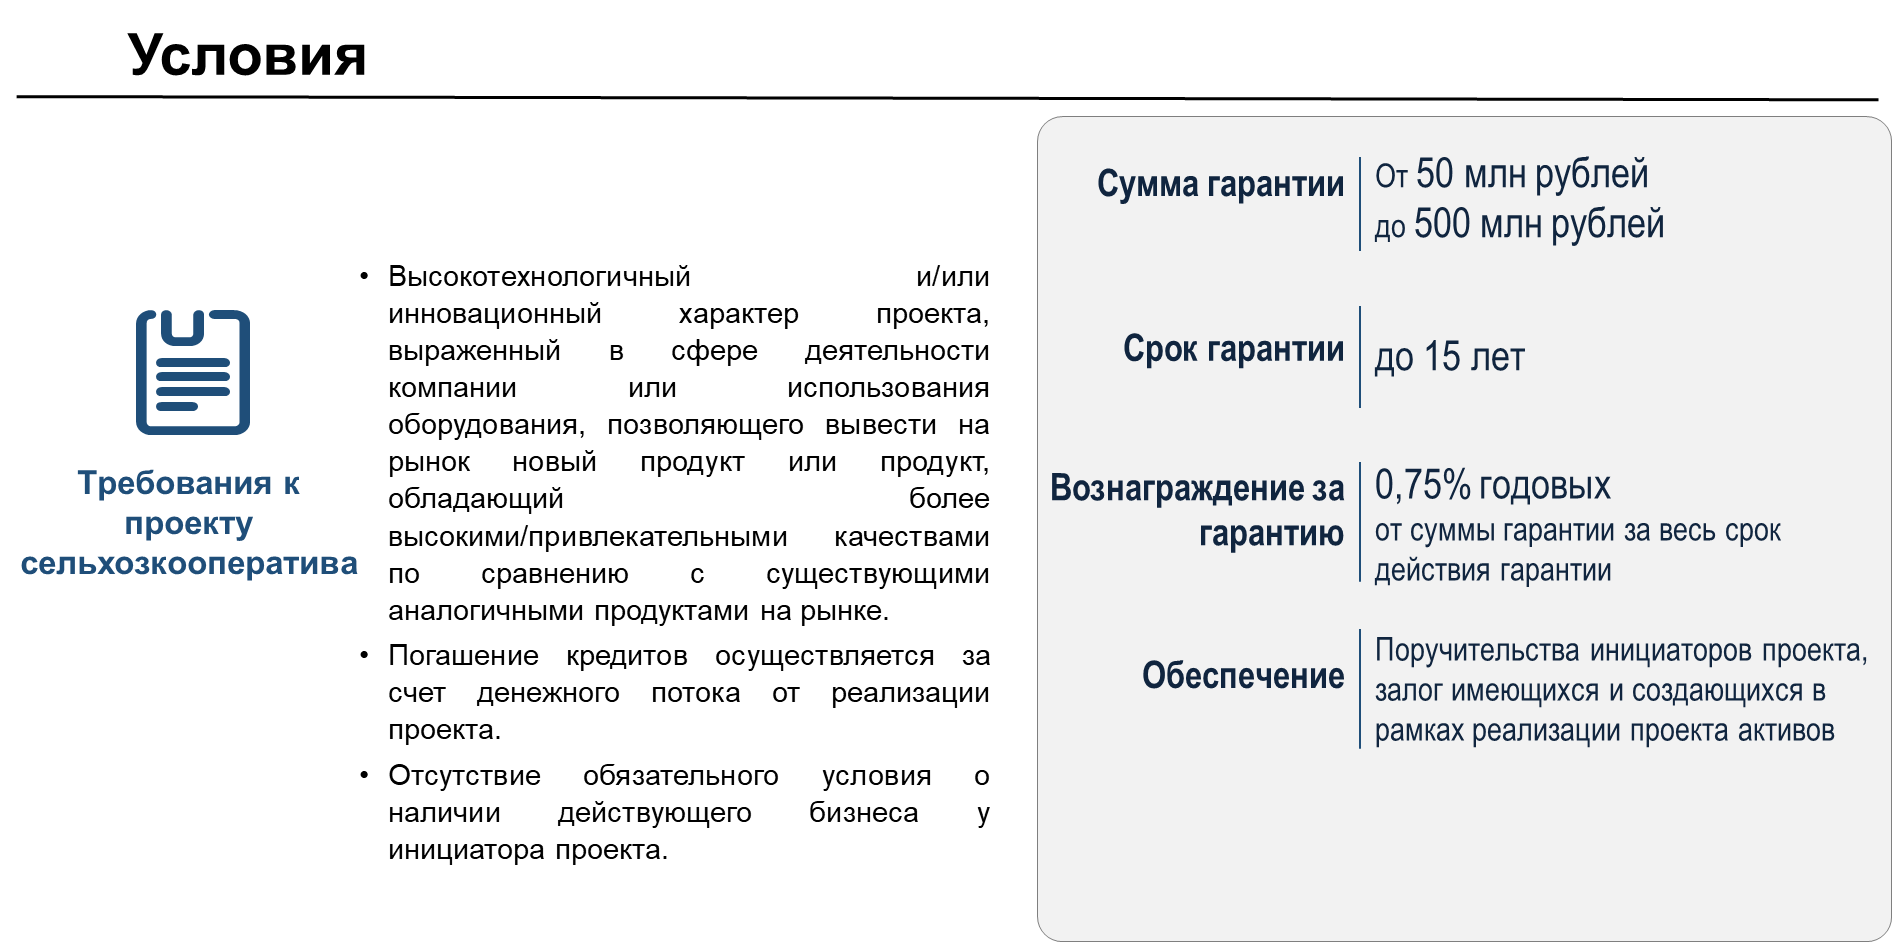 Условия
Требования к
проекту
сельхозкооператива
• Высокотехнологичный и/или
инновационный характер проекта,
выраженный в сфере деятельности
компании или использования
оборудования, позволяющего вывести на
рынок новый продукт или продукт,
обладающий более
высокими/привлекательными качествами
по сравнению с существующими
аналогичными продуктами на рынке.
• Погашение кредитов осуществляется за
счет денежного потока от реализации
проекта.
• Отсутствие обязательного условия о
наличии действующего бизнеса у
инициатора проекта.
Сумма гарантии
От 50 млн рублей
до 500 млн рублей
Срок гарантии
до 15 лет
Вознаграждение за
гарантию
0,75% годовых
от суммы гарантии за весь срок
действия гарантии
Обеспечение
Поручительства инициаторов проекта,
залог имеющихся и создающихся в
рамках реализации проекта активов